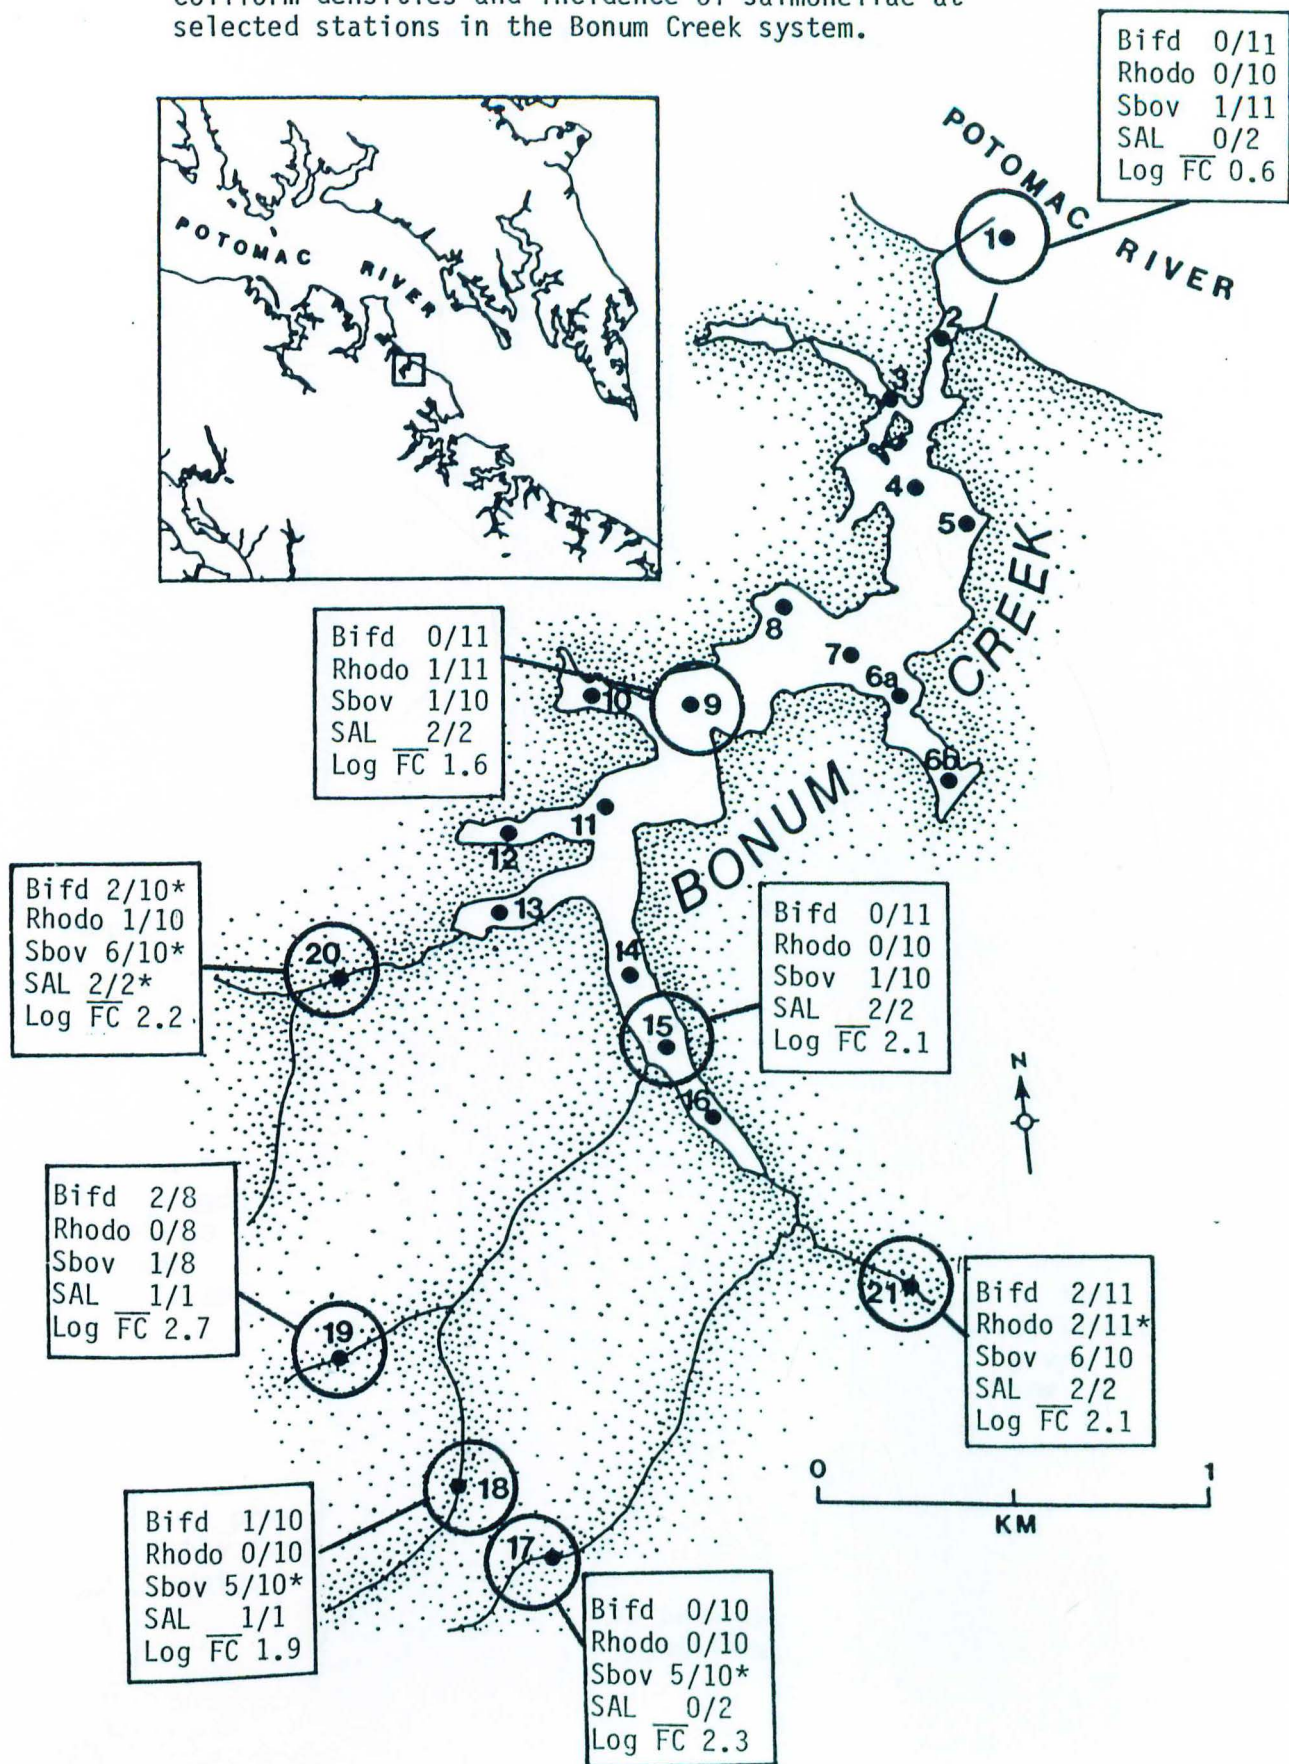 coliform densities and incidence of salmonellae at
selected stations in the Bonum Creek system.
Bifd 0/11
Rhodo 0/10
Sbov 1/11
SAL 0/2
Log F̅C̅ 0.6
POTOMAC RIVER
POTOMAC RIVER
1
2
3
4
5
CREEK
8
7
6a
6b
Bifd 0/11
Rhodo 1/11
Sbov 1/10
SAL 2/2
Log F̅C̅ 1.6
10
9
BONUM
11
12
13
14
15
16
Bifd 2/10*
Rhodo 1/10
Sbov 6/10*
SAL 2/2*
Log F̅C̅ 2.2
20
Bifd 0/11
Rhodo 0/10
Sbov 1/10
SAL 2/2
Log F̅C̅ 2.1
N
Bifd 2/8
Rhodo 0/8
Sbov 1/8
SAL 1/1
Log F̅C̅ 2.7
19
21
Bifd 2/11
Rhodo 2/11*
Sbov 6/10
SAL 2/2
Log F̅C̅ 2.1
0 1
KM
18
17
Bifd 1/10
Rhodo 0/10
Sbov 5/10*
SAL 1/1
Log F̅C̅ 1.9
Bifd 0/10
Rhodo 0/10
Sbov 5/10*
SAL 0/2
Log F̅C̅ 2.3